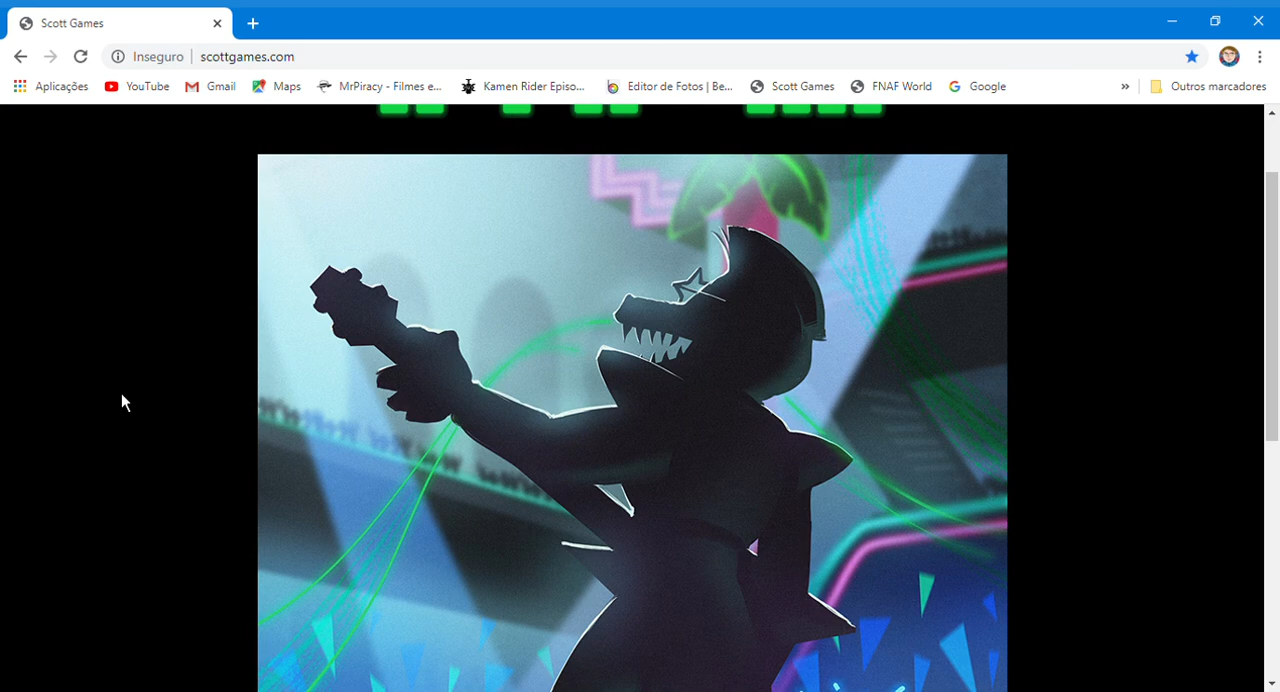 Scott Games
Inseguro | scottgames.com
Aplicações YouTube Gmail Maps MrPiracy - Filmes e... Kamen Rider Episo... Editor de Fotos | Be... Scott Games FNAF World Google » Outros marcadores